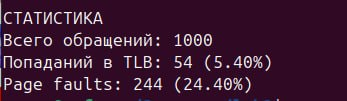 СТАТИСТИКА
Всего обращений: 1000
Попаданий в TLB: 54 (5.40%)
Page faults: 244 (24.40%)